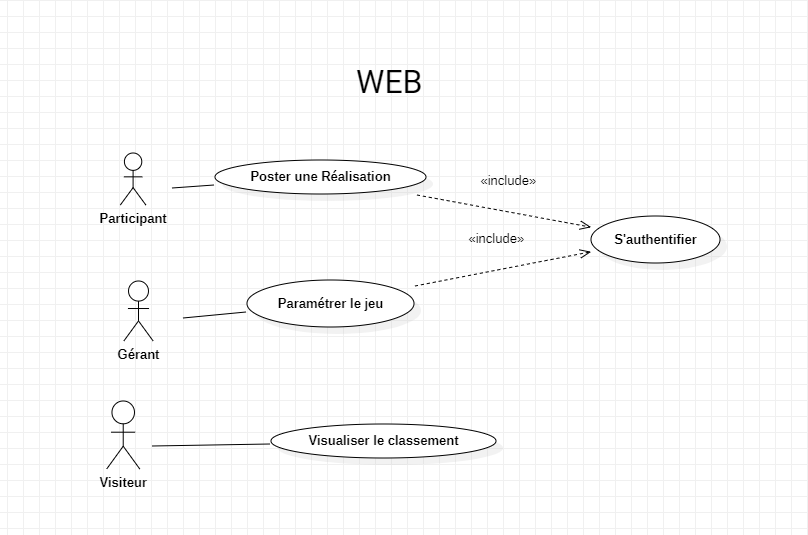 WEB
Poster une Réalisation
«include»
Participant
S'authentifier
«include»
Paramétrer le jeu
Gérant
Visualiser le classement
Visiteur